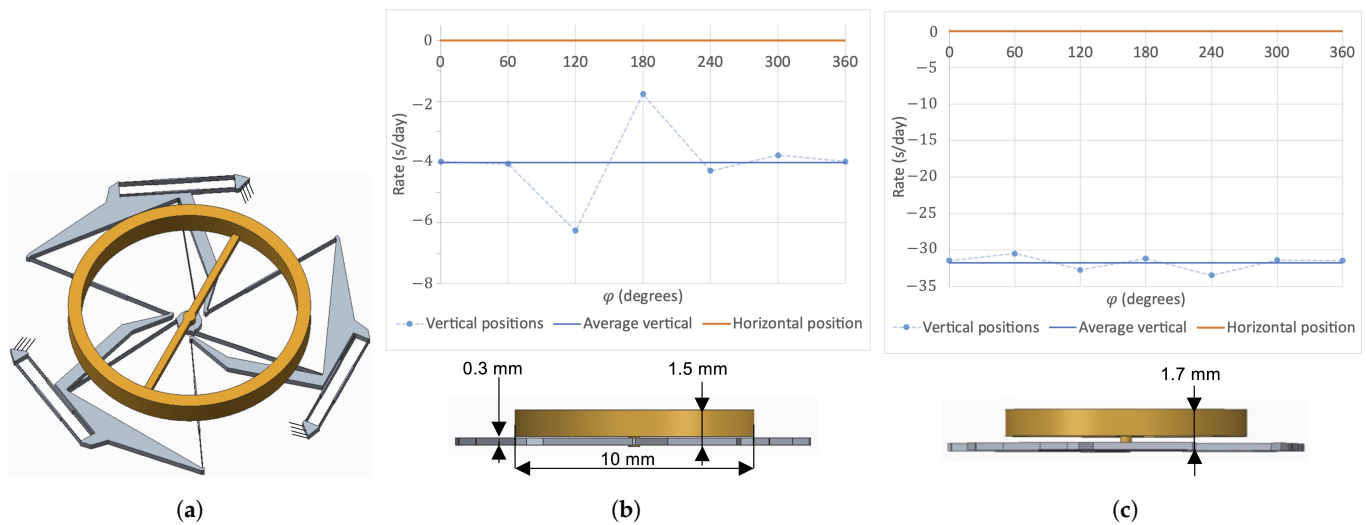 0
0 60 120 180 240 300 360
−2
−4
−6
−8
Rate (s/day)
φ (degrees)
Vertical positions Average vertical Horizontal position
0.3 mm
1.5 mm
10 mm
0
0 60 120 180 240 300 360
−5
−10
−15
−20
−25
−30
−35
Rate (s/day)
φ (degrees)
Vertical positions Average vertical Horizontal position
1.7 mm
(a) (b) (c)